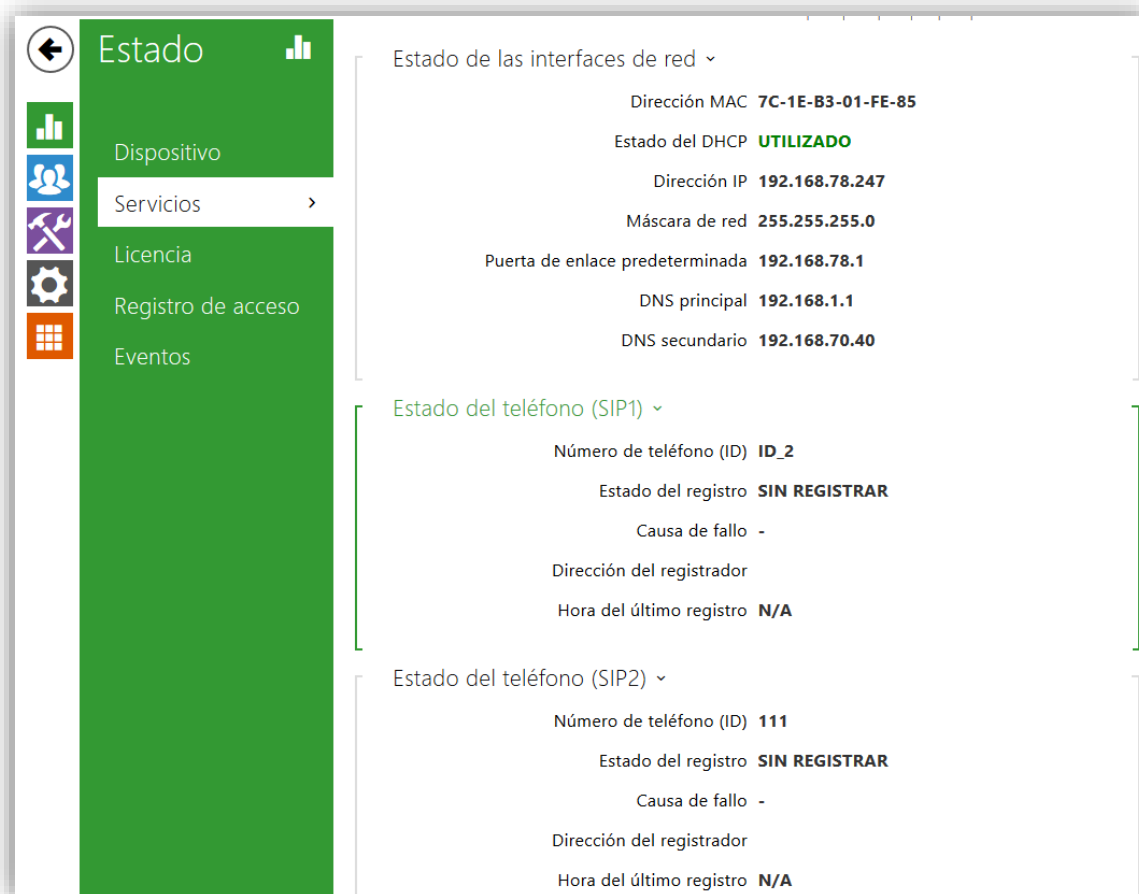 Estado
Dispositivo
Servicios
Licencia
Registro de acceso
Eventos
Estado de las interfaces de red
Dirección MAC 7C-1E-B3-01-FE-85
Estado del DHCP UTILIZADO
Dirección IP 192.168.78.247
Máscara de red 255.255.255.0
Puerta de enlace predeterminada 192.168.78.1
DNS principal 192.168.1.1
DNS secundario 192.168.70.40
Estado del teléfono (SIP1)
Número de teléfono (ID) ID_2
Estado del registro SIN REGISTRAR
Causa de fallo -
Dirección del registrador
Hora del último registro N/A
Estado del teléfono (SIP2)
Número de teléfono (ID) 111
Estado del registro SIN REGISTRAR
Causa de fallo -
Dirección del registrador
Hora del último registro N/A